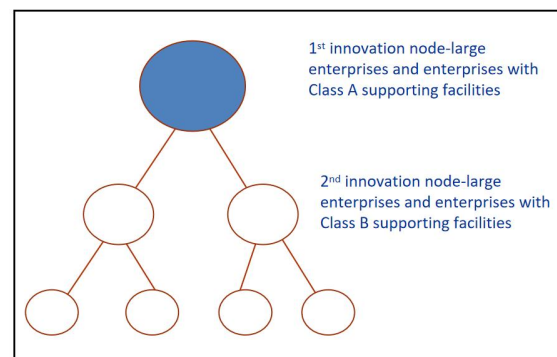 1st innovation node-large
enterprises and enterprises with
Class A supporting facilities
2nd innovation node-large
enterprises and enterprises with
Class B supporting facilities